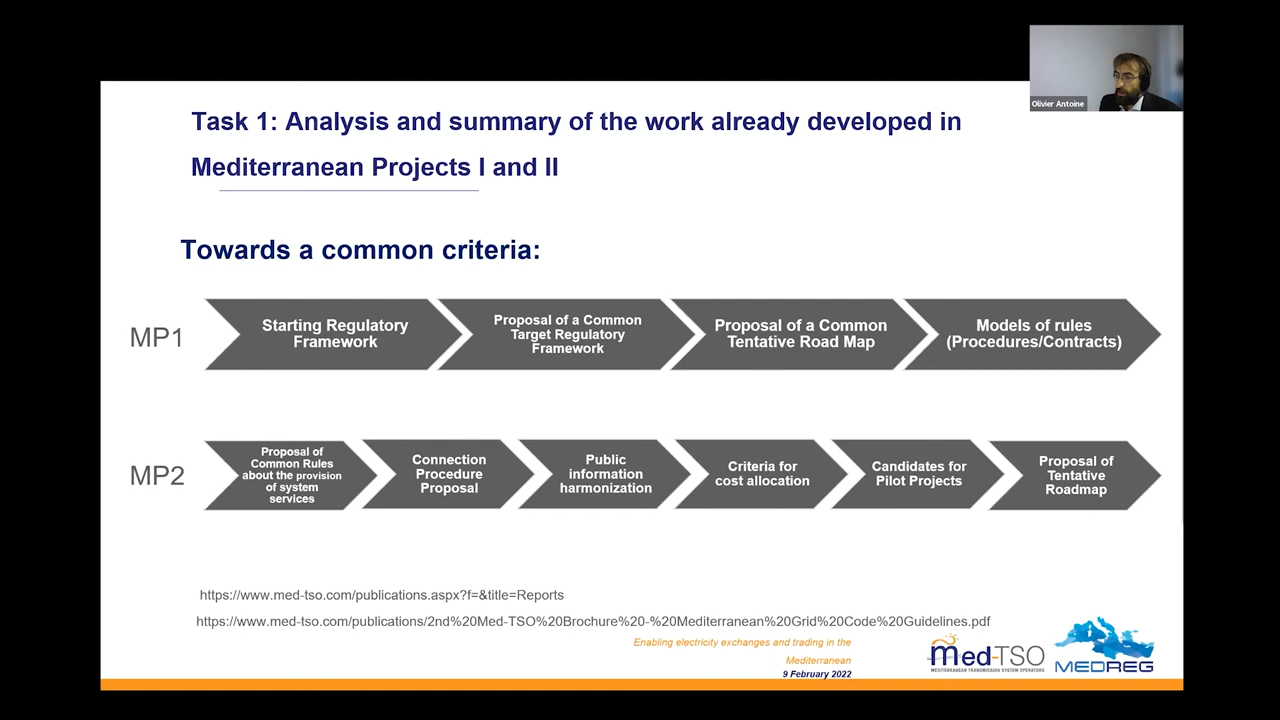 Olivier Antoine
Task 1: Analysis and summary of the work already developed in
Mediterranean Projects I and II
Towards a common criteria:
MP1
Starting Regulatory
Framework
Proposal of a Common
Target Regulatory
Framework
Proposal of a Common
Tentative Road Map
Models of rules
(Procedures/Contracts)
MP2
Proposal of
Common Rules
about the provision
of system
services
Connection
Procedure
Proposal
Public
information
harmonization
Criteria for
cost allocation
Candidates for
Pilot Projects
Proposal of
Tentative
Roadmap
https://www.med-tso.com/publications.aspx?f=&title=Reports
https://www.med-tso.com/publications/2nd%20Med-TSO%20Brochure%20-%20Mediterranean%20Grid%20Code%20Guidelines.pdf
Enabling electricity exchanges and trading in the
Mediterranean
9 February 2022
Med-TSO
MEDITERRANEAN TRANSMISSION SYSTEM OPERATORS
MEDREG